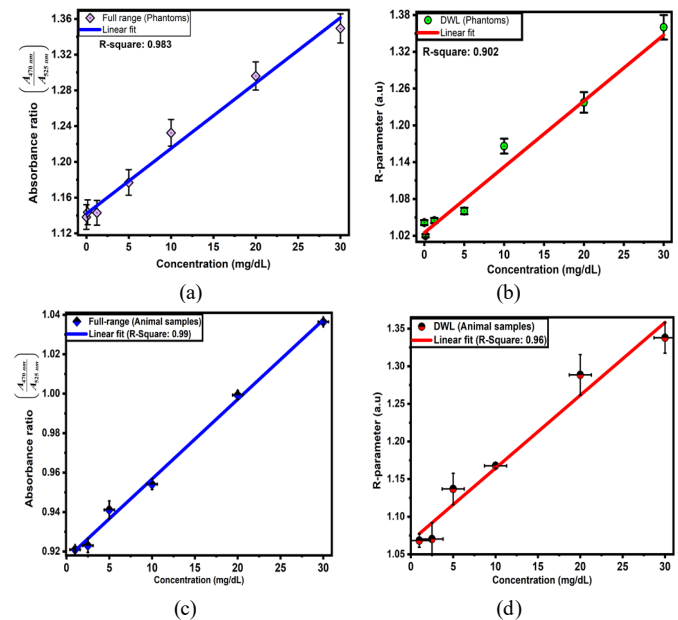 Full range (Phantoms)
Linear fit
R-square: 0.983
Absorbance ratio (A470 nm / A525 nm)
1.36
1.32
1.28
1.24
1.20
1.16
1.12
0 5 10 15 20 25 30
Concentration (mg/dL)
(a)
DWL (Phantoms)
Linear fit
R-square: 0.902
R-parameter (a.u)
1.38
1.32
1.26
1.20
1.14
1.08
1.02
0 5 10 15 20 25 30
Concentration (mg/dL)
(b)
Full-range (Animal samples)
Linear fit (R-Square: 0.99)
Absorbance ratio (A470 nm / A525 nm)
1.04
1.00
0.96
0.94
0.92
0 5 10 15 20 25 30
Concentration (mg/dL)
(c)
DWL (Animal samples)
Linear fit (R-Square: 0.96)
R-parameter (a.u)
1.35
1.30
1.25
1.20
1.15
1.10
1.05
0 5 10 15 20 25 30
Concentration (mg/dL)
(d)